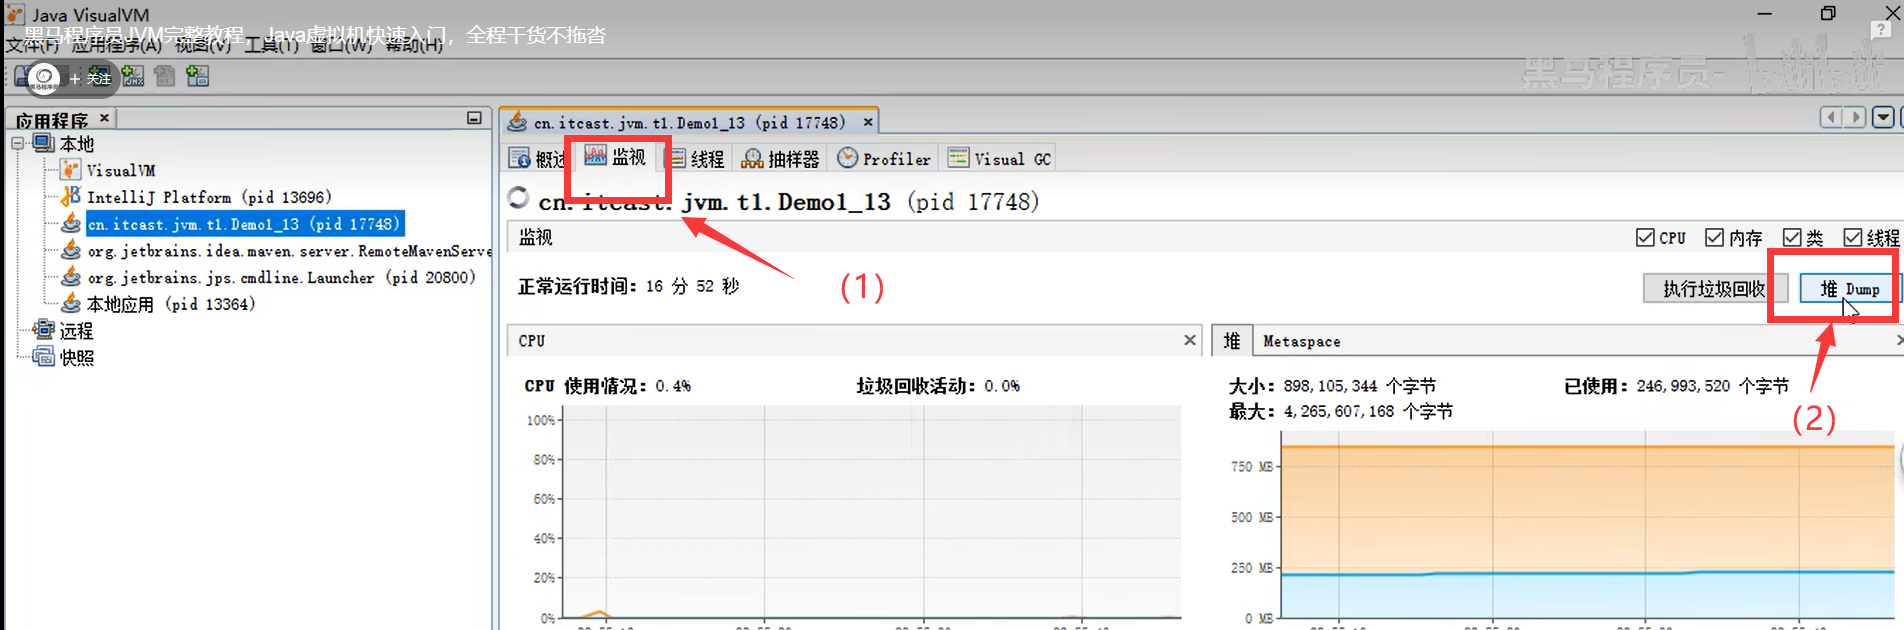 Java VisualVM
黑马程序员JVM完整教程，Java虚拟机快速入门，全程干货不拖沓
文件(F) 应用程序(A) 视图(V) 工具(T) 窗口(W) 帮助(H)
+ 关注
黑马程序员- bilibili
应用程序
本地
VisualVM
IntelliJ Platform (pid 13696)
cn.itcast.jvm.t1.Demo1_13 (pid 17748)
org.jetbrains.idea.maven.server.RemoteMavenServe
org.jetbrains.jps.cmdline.Launcher (pid 20800)
本地应用 (pid 13364)
远程
快照
cn.itcast.jvm.t1.Demo1_13 (pid 17748)
概述 监视 线程 抽样器 Profiler Visual GC
cn.itcast.jvm.t1.Demo1_13 (pid 17748)
监视 CPU 内存 类 线程
正常运行时间: 16 分 52 秒
(1)
执行垃圾回收 堆 Dump
(2)
CPU
CPU 使用情况: 0.4% 垃圾回收活动: 0.0%
100%
80%
60%
40%
20%
0%
堆 Metaspace
大小: 898,105,344 个字节 已使用: 246,993,520 个字节
最大: 4,265,607,168 个字节
750 MB
500 MB
250 MB
0 MB